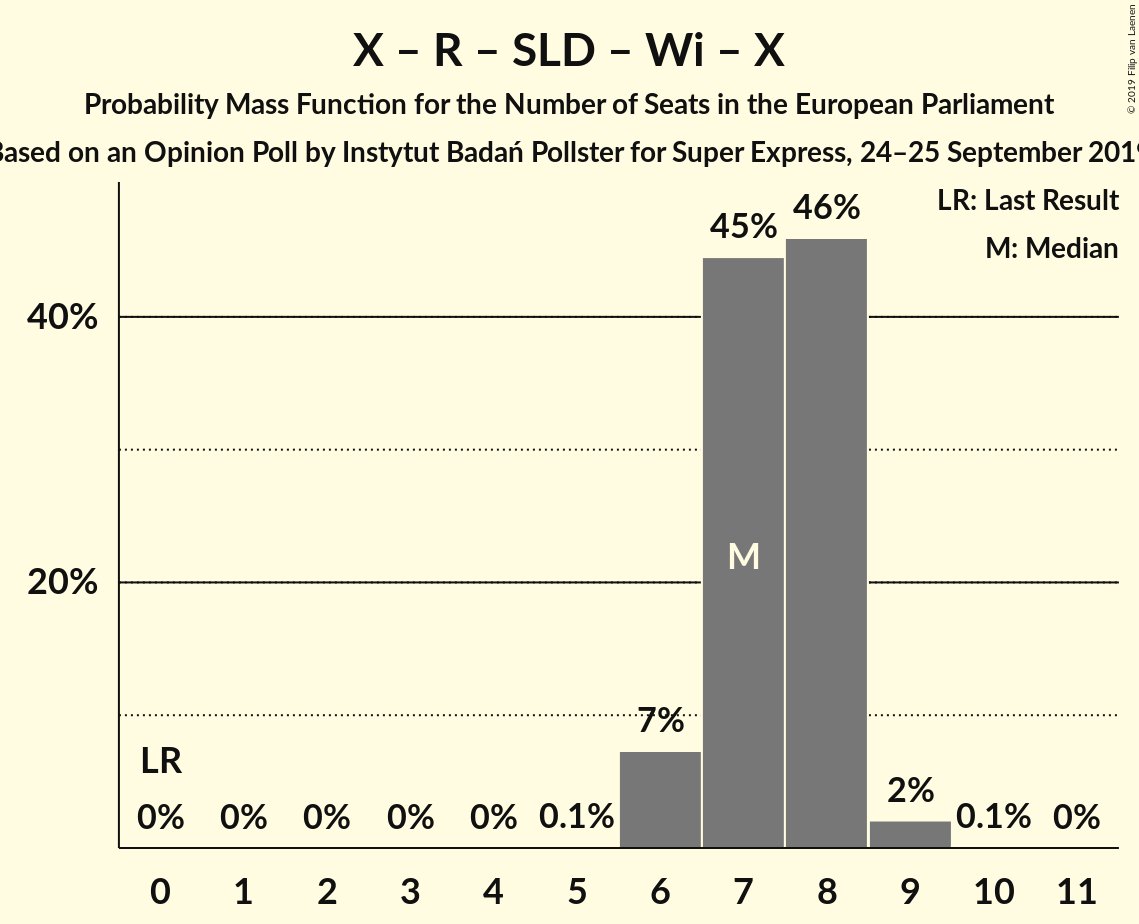 X – R – SLD – Wi – X
Probability Mass Function for the Number of Seats in the European Parliament
Based on an Opinion Poll by Instytut Badań Pollster for Super Express, 24–25 September 2019
© 2019 Filip van Laenen
LR: Last Result
M: Median
40%
20%
45%
46%
M
7%
LR
2%
0%
0%
0%
0%
0%
0.1%
0.1%
0%
0 1 2 3 4 5 6 7 8 9 10 11